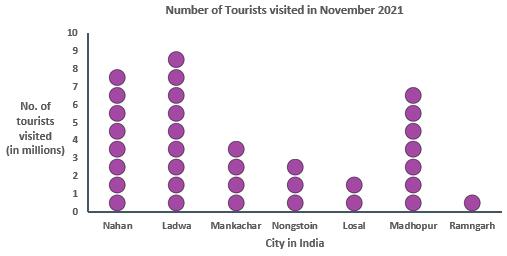 Number of Tourists visited in November 2021
10
9
8
7
6
5
4
3
2
1
0
No. of
tourists
visited
(in millions)
Nahan Ladwa Mankachar Nongstoin Losal Madhopur Ramngarh
City in India